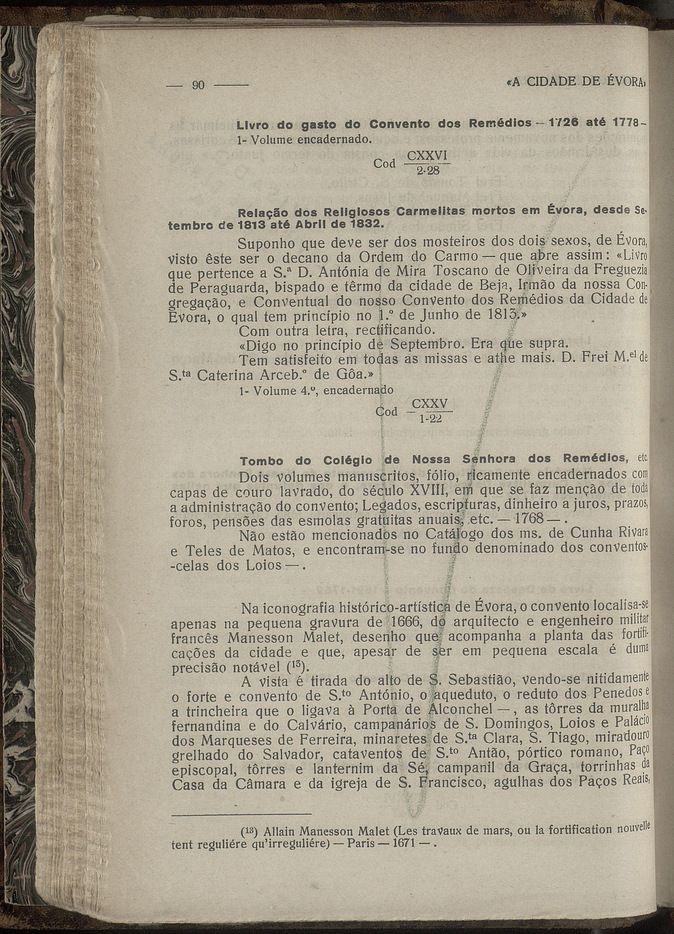 — 90 —
«A CIDADE DE ÉVORA»
Livro do gasto do Convento dos Remédios – 1726 até 1778 –
1- Volume encadernado.
Cod CXXVI
2-28
Relação dos Religiosos Carmelitas mortos em Évora, desde Se-
tembro de 1813 até Abril de 1832.
Suponho que deve ser dos mosteiros dos dois sexos, de Évora,
visto êste ser o decano da Ordem do Carmo — que abre assim: «Livro
que pertence a S.ª D. Antónia de Mira Toscano de Oliveira da Freguezia
de Peraguarda, bispado e têrmo da cidade de Beja, Irmão da nossa Con-
gregação, e Conventual do nosso Convento dos Remédios da Cidade de
Évora, o qual tem princípio no 1.º de Junho de 1813.»
Com outra letra, rectificando.
«Digo no princípio de Septembro. Era que supra.
Tem satisfeito em todas as missas e athe mais. D. Frei M.el de
S.ta Caterina Arceb.º de Gôa.»
1- Volume 4.º, encadernado
Cod – CXXV
1-22
Tombo do Colégio de Nossa Senhora dos Remédios, etc.
Dois volumes manuscritos, fólio, ricamente encadernados com
capas de couro lavrado, do século XVIII, em que se faz menção de toda
a administração do convento; Legados, escripturas, dinheiro a juros, prazos,
foros, pensões das esmolas gratuitas anuais, etc. — 1768 — .
Não estão mencionados no Catálogo dos ms. de Cunha Rivara
e Teles de Matos, e encontram-se no fundo denominado dos conventos-
-celas dos Loios — .
Na iconografia histórico-artística de Évora, o convento localisa-se
apenas na pequena gravura de 1666, do arquitecto e engenheiro militar
francês Manesson Malet, desenho que acompanha a planta das fortifi-
cações da cidade e que, apesar de ser em pequena escala é duma
precisão notável (¹³).
A vista é tirada do alto de S. Sebastião, vendo-se nitidamente
o forte e convento de S.to António, o aqueduto, o reduto dos Penedos e
a trincheira que o ligava à Porta de Alconchel —, as tôrres da muralha
fernandina e do Calvário, campanários de S. Domingos, Loios e Palácio
dos Marqueses de Ferreira, minaretes de S.ta Clara, S. Tiago, miradouro
grelhado do Salvador, cataventos de S.to Antão, pórtico romano, Paço
episcopal, tôrres e lanternim da Sé, campanil da Graça, torrinhas da
Casa da Câmara e da igreja de S. Francisco, agulhas dos Paços Reais,
(¹³) Allain Manesson Malet (Les travaux de mars, ou la fortification nouvelle
tent reguliére qu'irreguliére) — Paris — 1671 — .